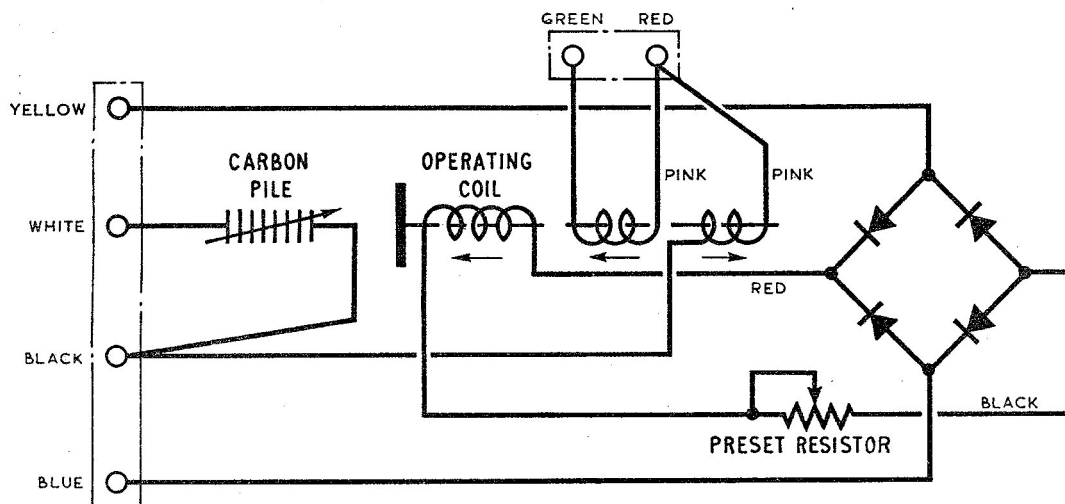 GREEN RED
YELLOW
CARBON
PILE
OPERATING
COIL
PINK
PINK
WHITE
RED
BLACK
BLACK
PRESET RESISTOR
BLUE